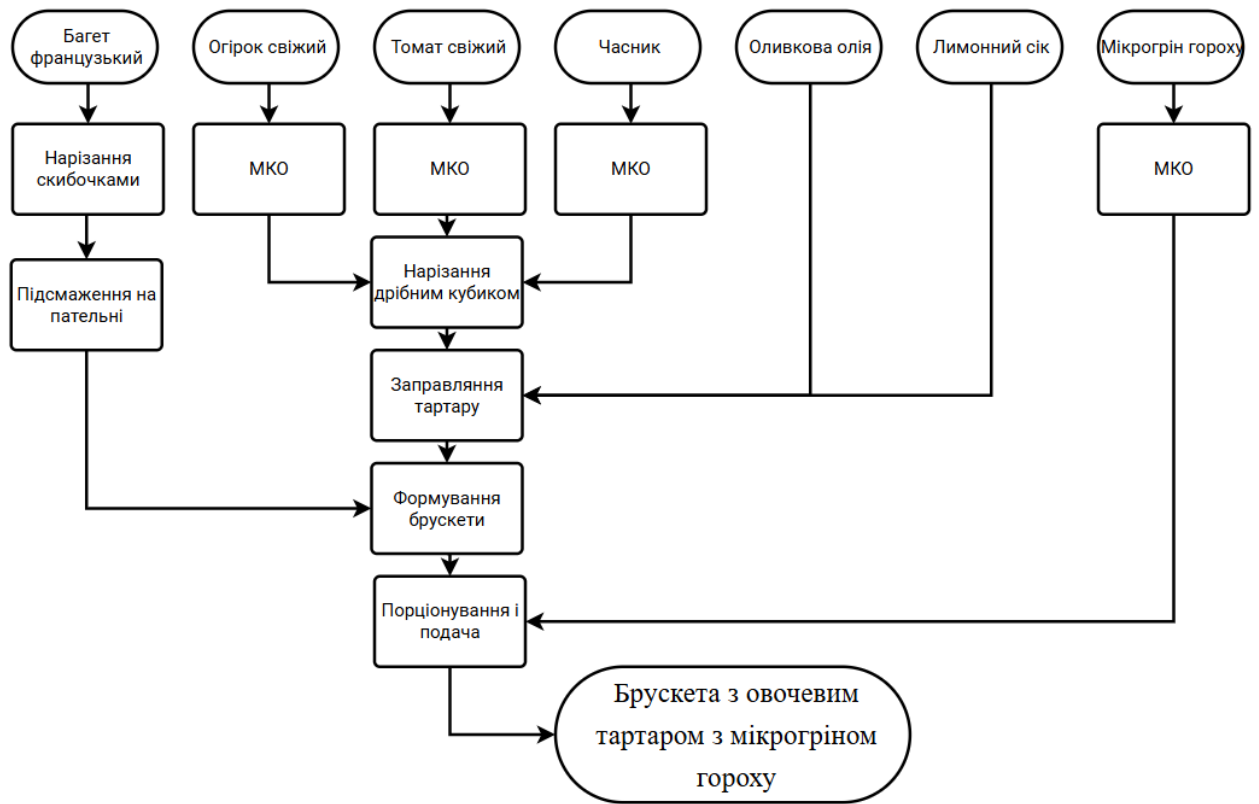 Багет
французький
Огірок свіжий
Томат свіжий
Часник
Оливкова олія
Лимонний сік
Мікрогрін гороху
Нарізання
скибочками
МКО
МКО
МКО
МКО
Підсмаження на
пательні
Нарізання
дрібним кубиком
Заправляння
тартару
Формування
брускети
Порціонування і
подача
Брускета з овочевим
тартаром з мікрогріном
гороху